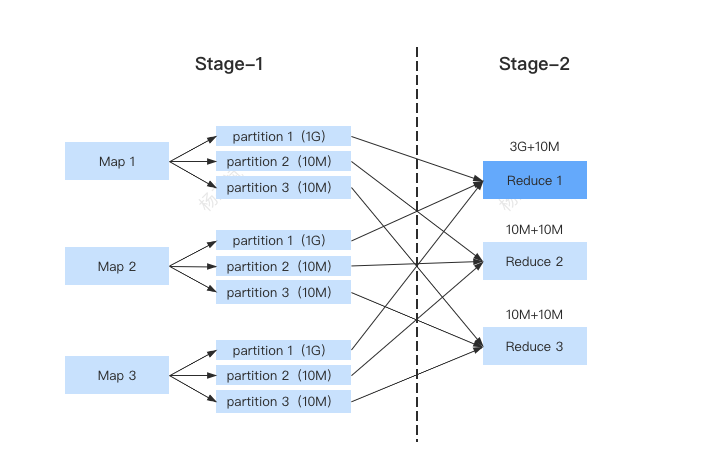 Stage-1
Stage-2
Map 1
partition 1（1G）
partition 2（10M）
partition 3（10M）
Map 2
partition 1（1G）
partition 2（10M）
partition 3（10M）
Map 3
partition 1（1G）
partition 2（10M）
partition 3（10M）
3G+10M
Reduce 1
10M+10M
Reduce 2
10M+10M
Reduce 3